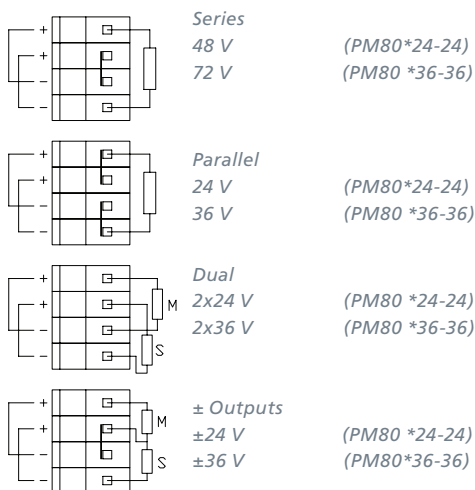 Series
48 V (PM80*24-24)
72 V (PM80 *36-36)
+
+
−
−
Parallel
24 V (PM80*24-24)
36 V (PM80 *36-36)
+
+
−
−
Dual
2x24 V (PM80 *24-24)
2x36 V (PM80 *36-36)
+
+
−
−
M
S
± Outputs
±24 V (PM80 *24-24)
±36 V (PM80*36-36)
+
+
−
−
M
S